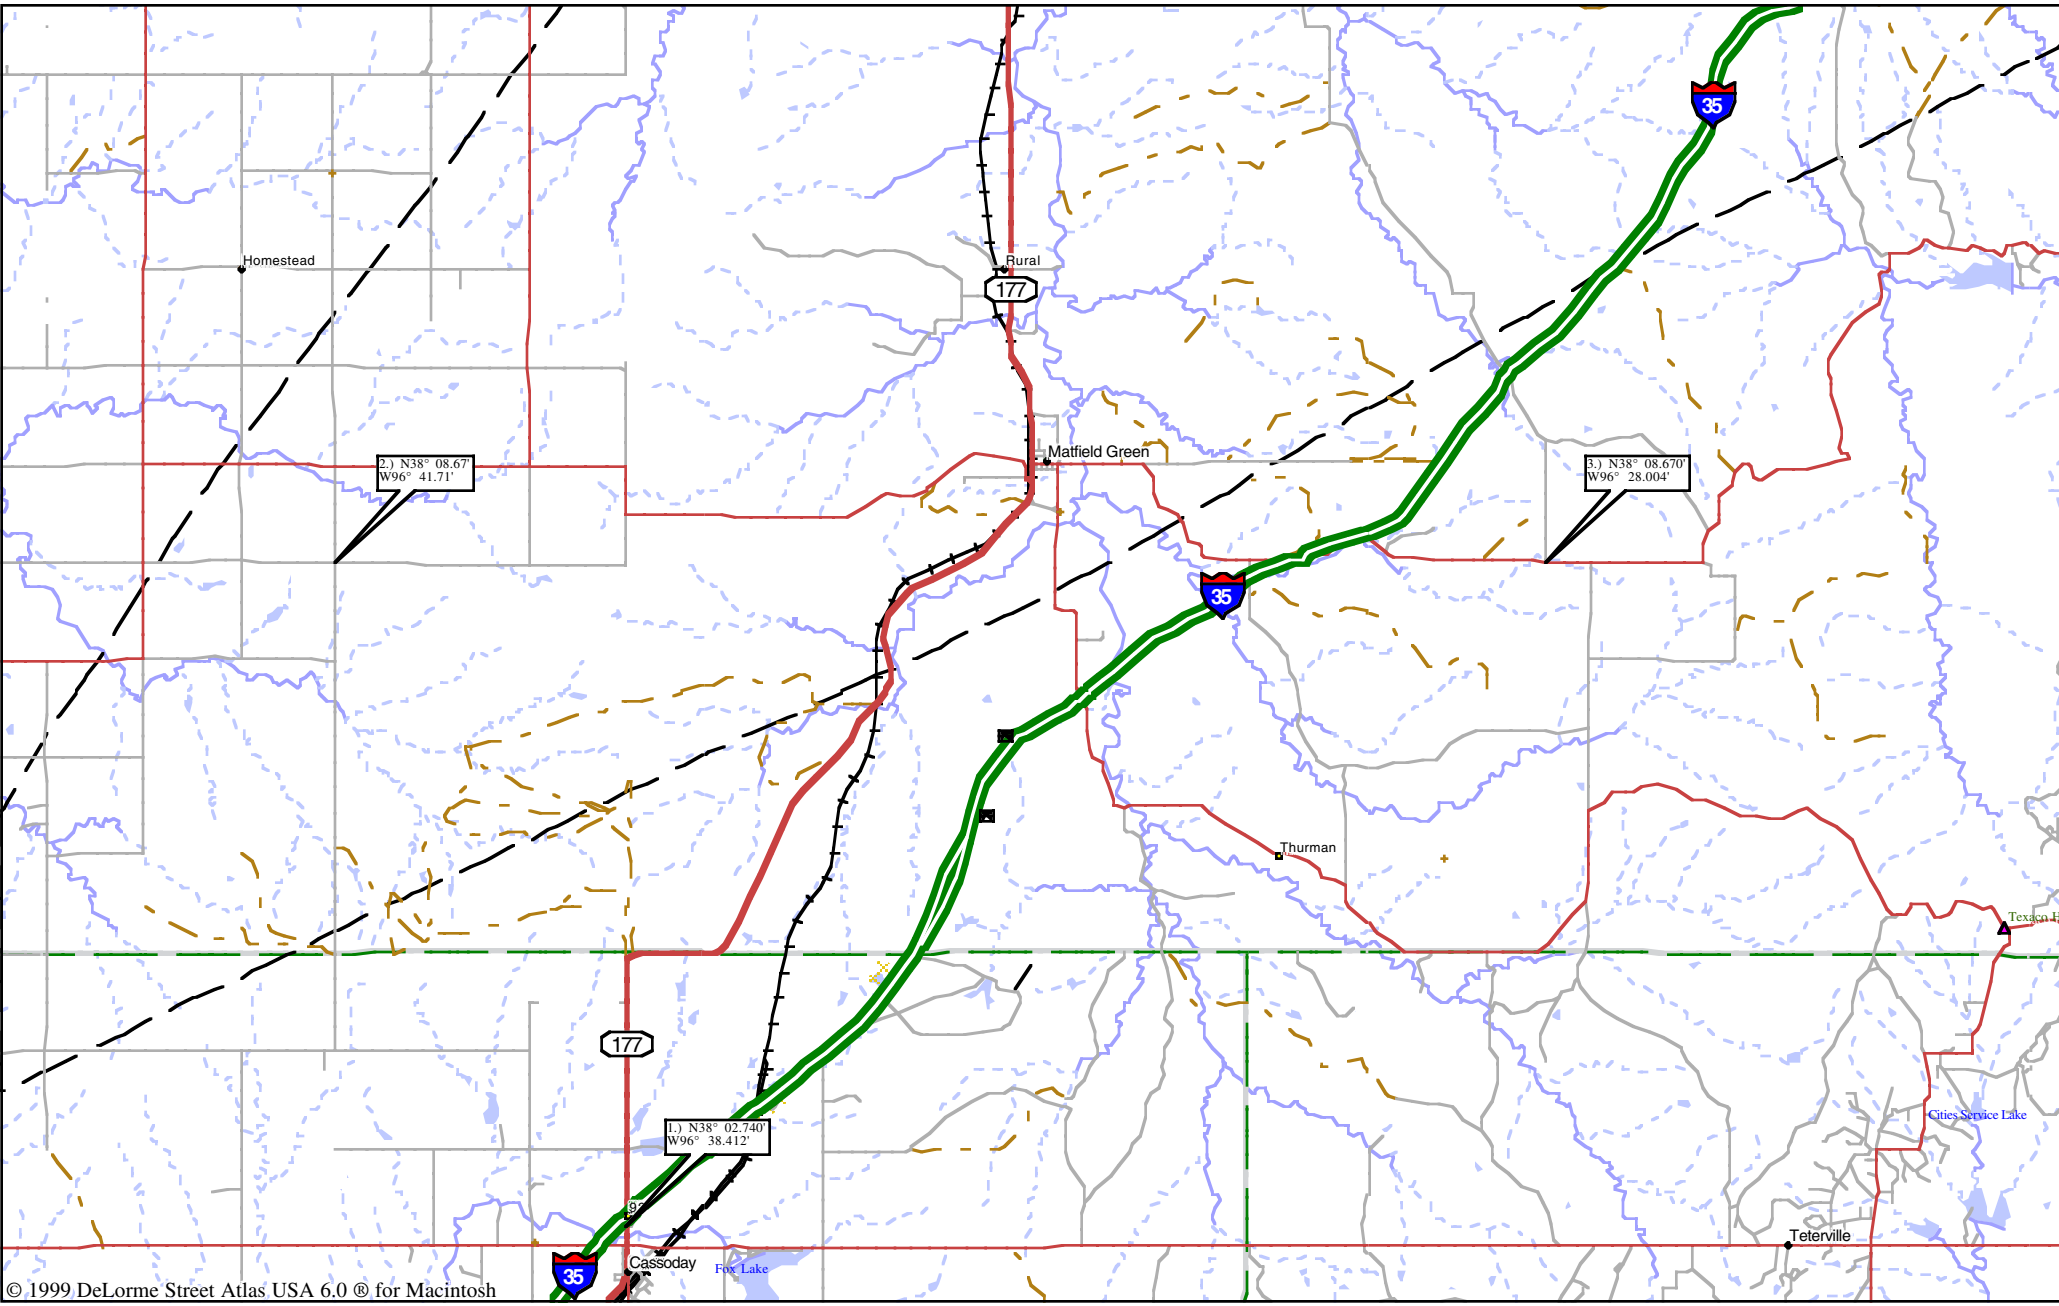 35
Homestead
Rural
177
Matfield Green
2.) N38° 08.67'
W96° 41.71'
3.) N38° 08.670'
W96° 28.004'
35
Thurman
Texaco H
177
Cities Service Lake
1.) N38° 02.740'
W96° 38.412'
Teterville
Cassoday
Fox Lake
35
© 1999 DeLorme Street Atlas USA 6.0 ® for Macintosh